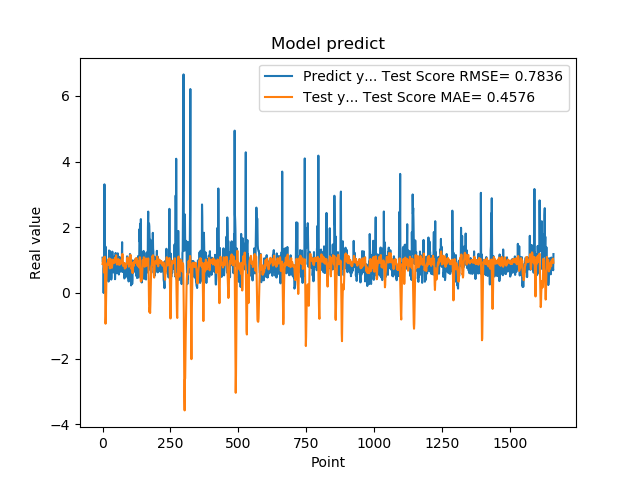 Model predict
Predict y... Test Score RMSE= 0.7836
Test y... Test Score MAE= 0.4576
Real value
6
4
2
0
−2
−4
0 250 500 750 1000 1250 1500
Point